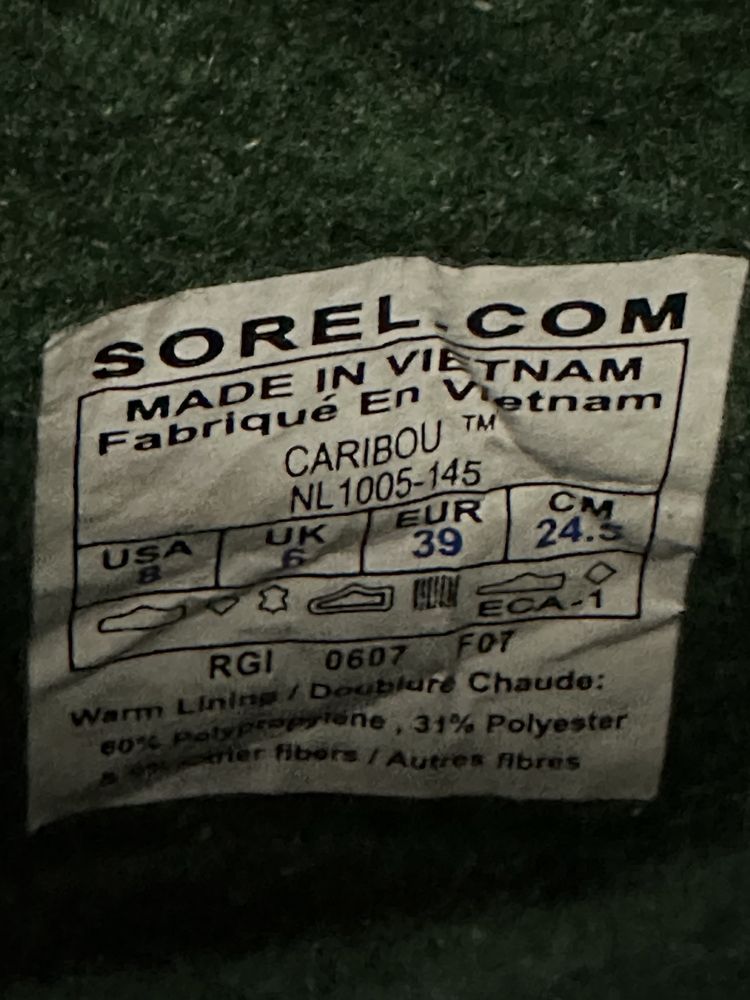 SOREL.COM
MADE IN VIETNAM
Fabriqué En Vietnam
CARIBOU ™
NL1005-145
USA UK EUR CM
8 6 39 24.5
ECA-1
RGI 0607 F07
Warm Lining / Doublure Chaude:
60% Polypropylene , 31% Polyester
fibers / Autres fibres